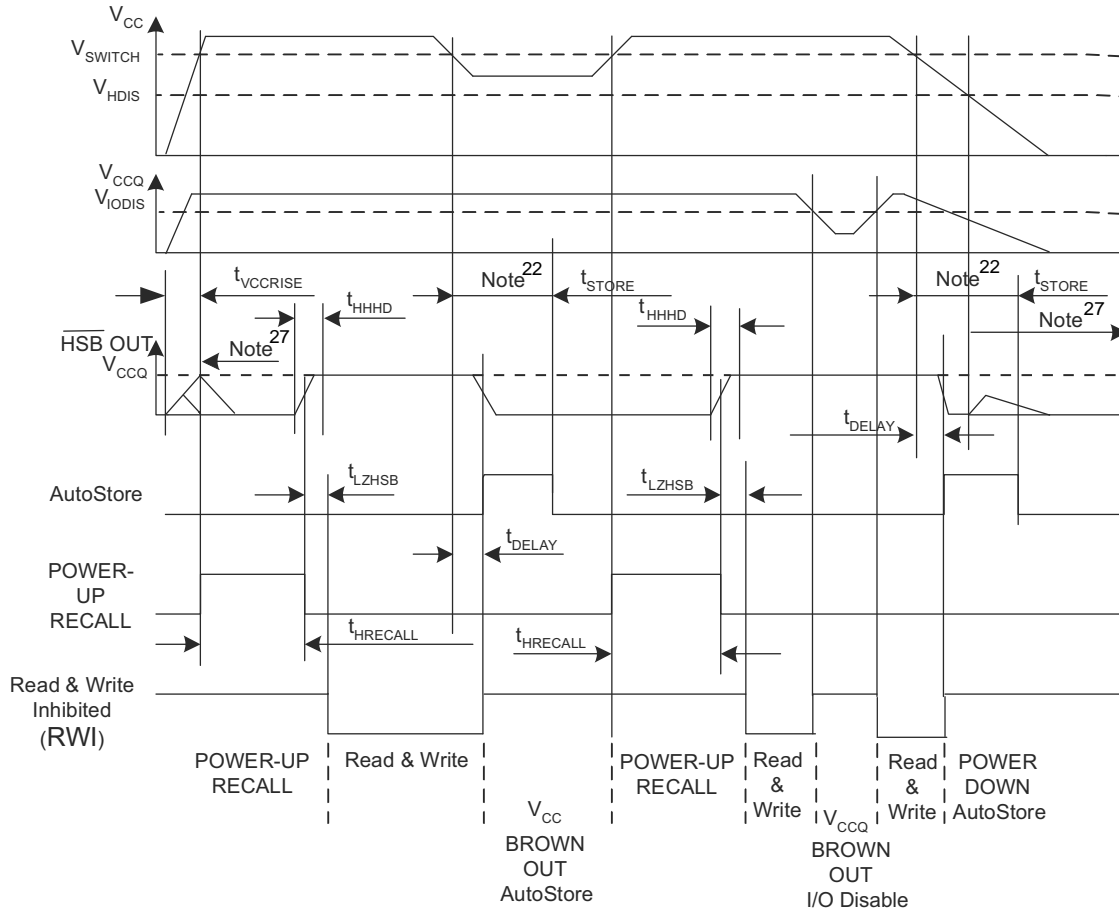 VCC
VSWITCH
VHDIS
VCCQ
VIODIS
tVCCRISE
Note22
tSTORE
Note22
tSTORE
tHHHD
tHHHD
Note27
HSB OUT
Note27
VCCQ
tDELAY
tLZHSB
tLZHSB
AutoStore
tDELAY
POWER-
UP
RECALL
tHRECALL
tHRECALL
Read & Write
Inhibited
(RWI)
POWER-UP
RECALL
Read & Write
VCC
BROWN
OUT
AutoStore
POWER-UP
RECALL
Read
&
Write
VCCQ
BROWN
OUT
I/O Disable
Read
&
Write
POWER
DOWN
AutoStore